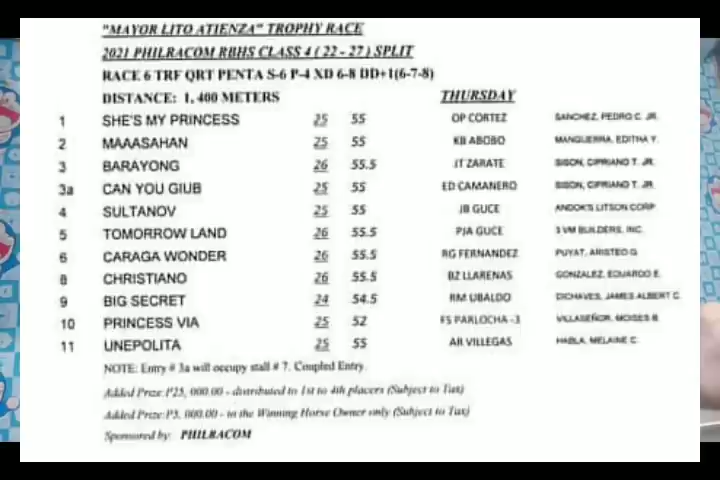 "MAYOR LITO ATIENZA" TROPHY RACE
2021 PHILRACOM RBHS CLASS 4 ( 22 - 27 ) SPLIT
RACE 6 TRF QRT PENTA S-6 P-4 XD 6-8 DD+1(6-7-8)
DISTANCE: 1, 400 METERS THURSDAY
1 SHE'S MY PRINCESS 25 55 OP CORTEZ SANCHEZ, PEDRO C. JR.
2 MAAASAHAN 25 55 KB ABOBO MANGUERRA, EDITHA Y.
3 BARAYONG 26 55.5 JT ZARATE SISON, CIPRIANO T. JR.
3a CAN YOU GIUB 25 55 ED CAMANERO SISON, CIPRIANO T. JR.
4 SULTANOV 25 55 JB GUCE ANDOK'S LITSON CORP
5 TOMORROW LAND 26 55.5 PJA GUCE 3 VM BUILDERS, INC.
6 CARAGA WONDER 26 55.5 RG FERNANDEZ PUYAT, ARISTEO G
8 CHRISTIANO 26 55.5 BZ LLARENAS GONZALEZ, EDUARDO E.
9 BIG SECRET 24 54.5 RM UBALDO DICHAVES, JAMES ALBERT C.
10 PRINCESS VIA 25 52 FS PARLOCHA -3 VILLASEÑOR, MOISES B.
11 UNEPOLITA 25 55 AR VILLEGAS HABLA, MELAINE C.
NOTE: Entry # 3a will occupy stall # 7. Coupled Entry.
Added Prize: P25, 000.00 - distributed to 1st to 4th placers (Subject to Tax)
Added Prize: P5, 000.00 - to the Winning Horse Owner only (Subject to Tax)
Sponsored by: PHILRACOM